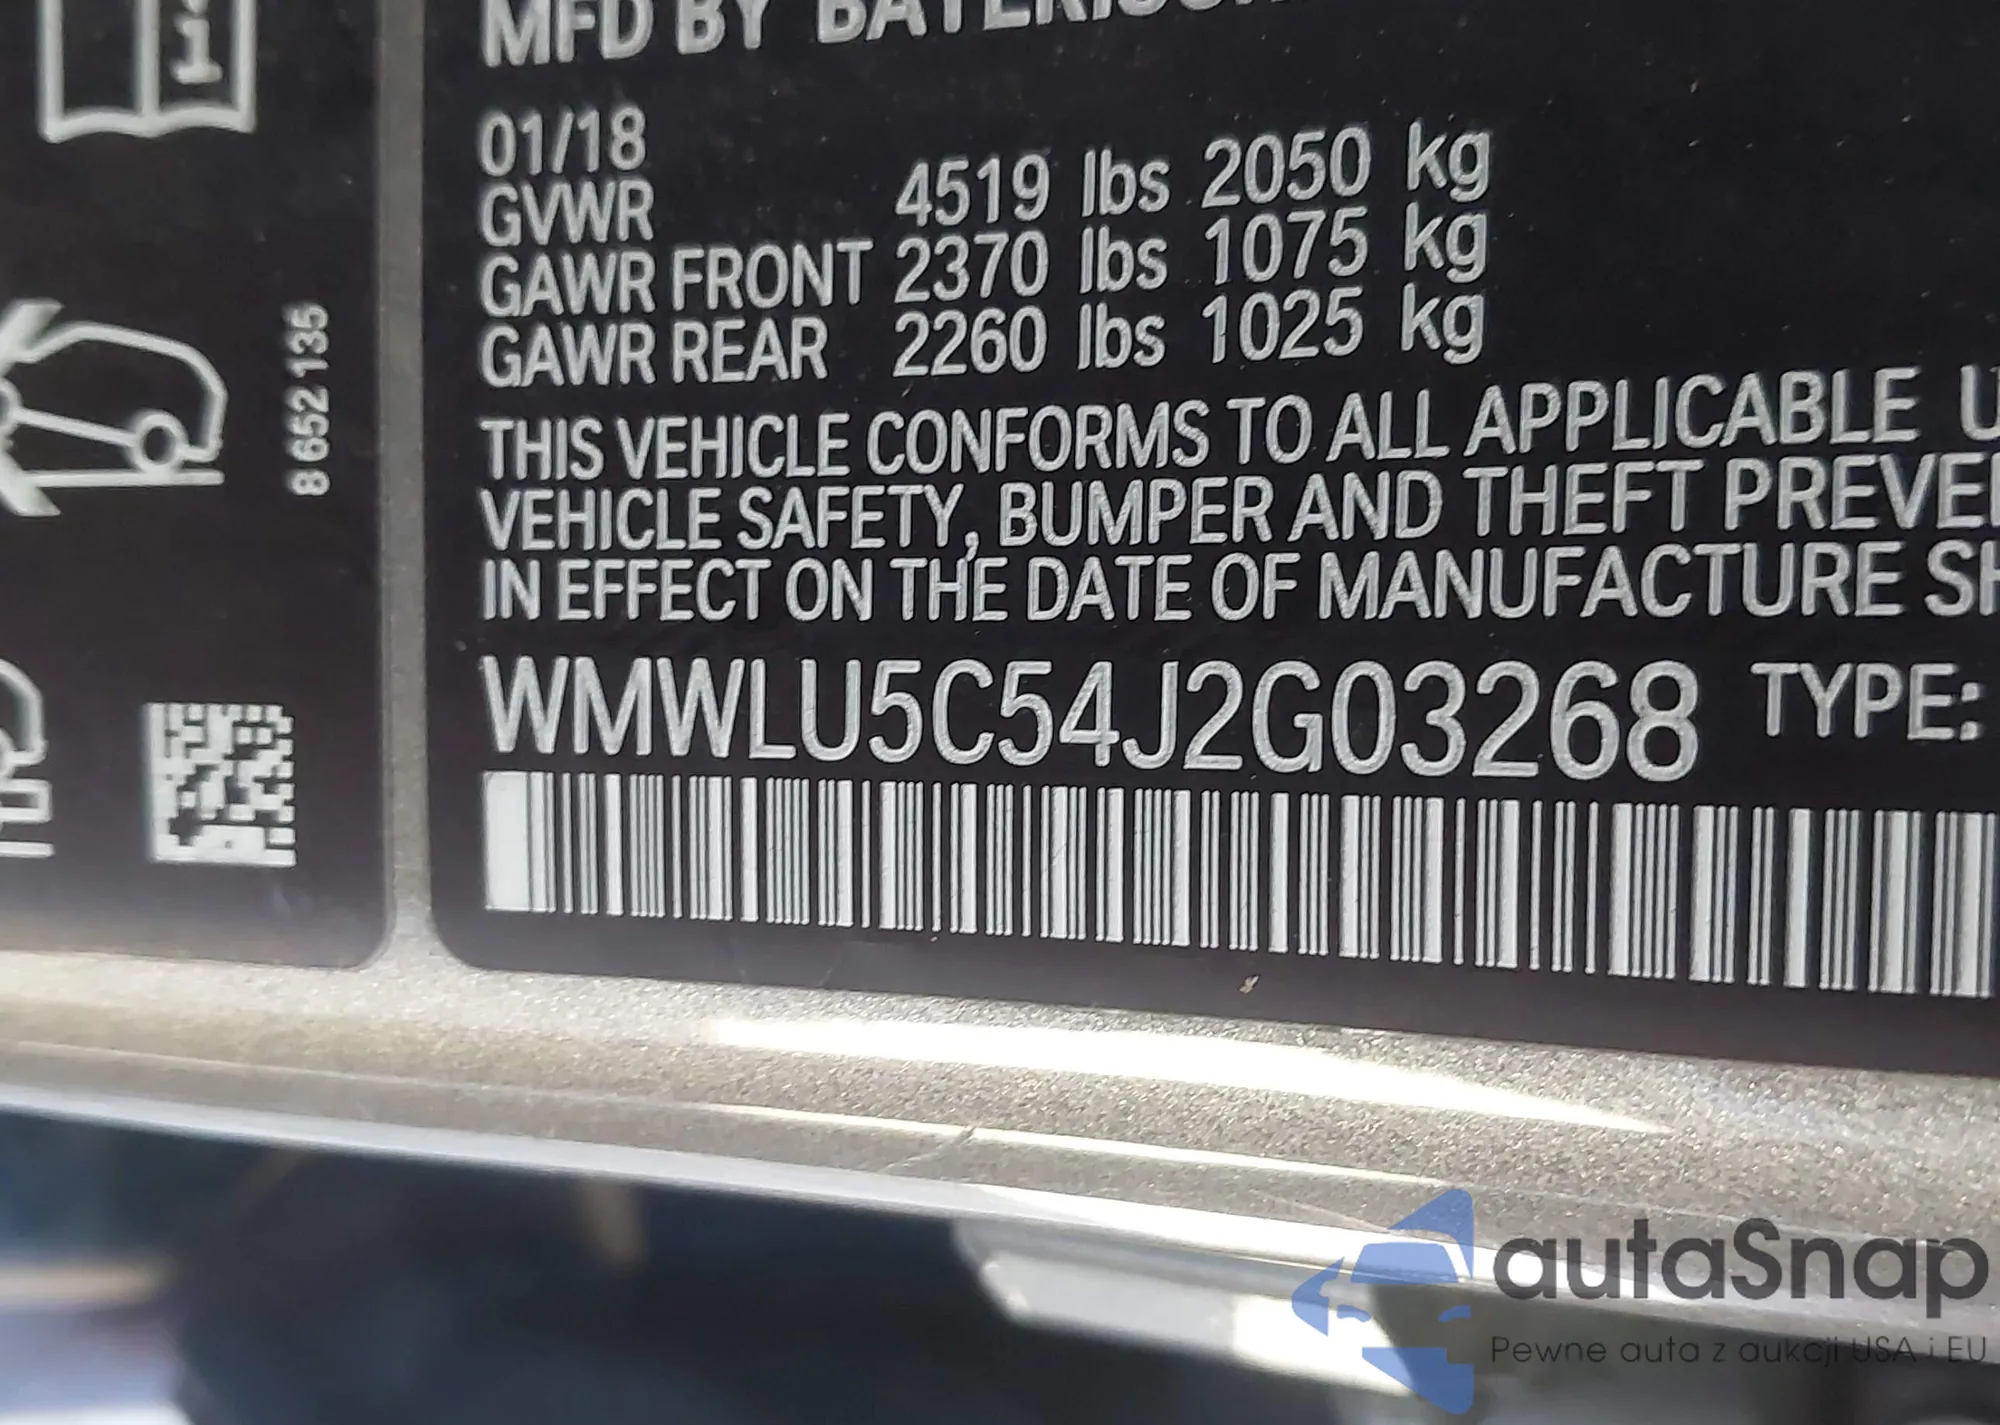 MFD BY
01/18
GVWR 4519 lbs 2050 kg
GAWR FRONT 2370 lbs 1075 kg
GAWR REAR 2260 lbs 1025 kg
THIS VEHICLE CONFORMS TO ALL APPLICABLE U
VEHICLE SAFETY, BUMPER AND THEFT PREVE
IN EFFECT ON THE DATE OF MANUFACTURE SH
WMWLU5C54J2G03268 TYPE:
8 652 135
autaSnap
Pewne auta z aukcji USA i EU